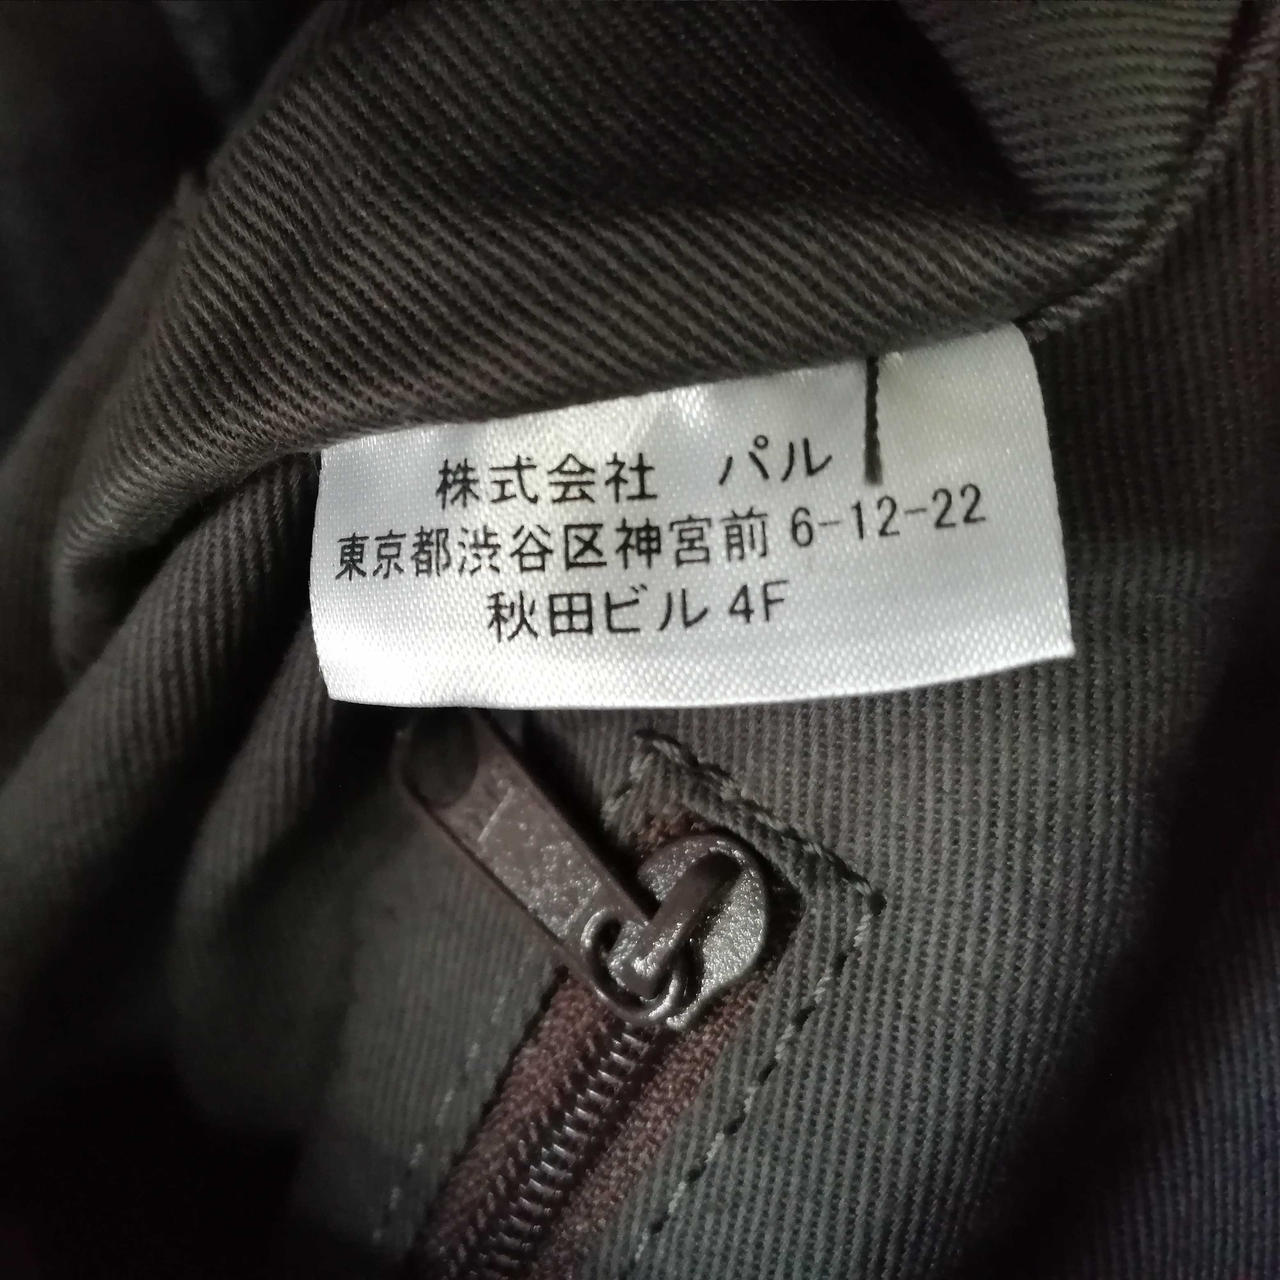 株式会社　パル
東京都渋谷区神宮前 6-12-22
秋田ビル 4F